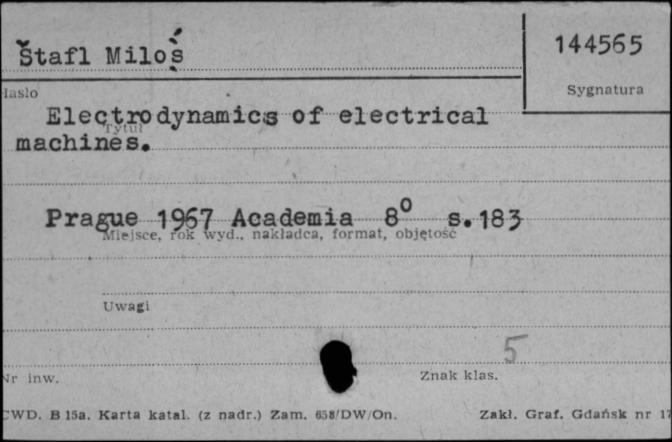 Štafl Miloš
144565
Hasło
Sygnatura
Electrodynamics of electrical
Tytuł
machines.
Prague 1967 Academia 8° s.183
Miejsce, rok wyd., nakładca, format, objętość
Uwagi
5
Nr inw.
Znak klas.
CWD. B 15a. Karta katal. (z nadr.) Zam. 658/DW/On.
Zakł. Graf. Gdańsk nr 17